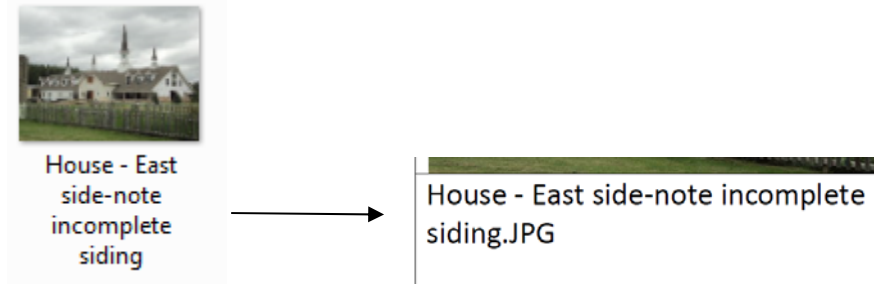 House - East
side-note
incomplete
siding
House - East side-note incomplete
siding.JPG